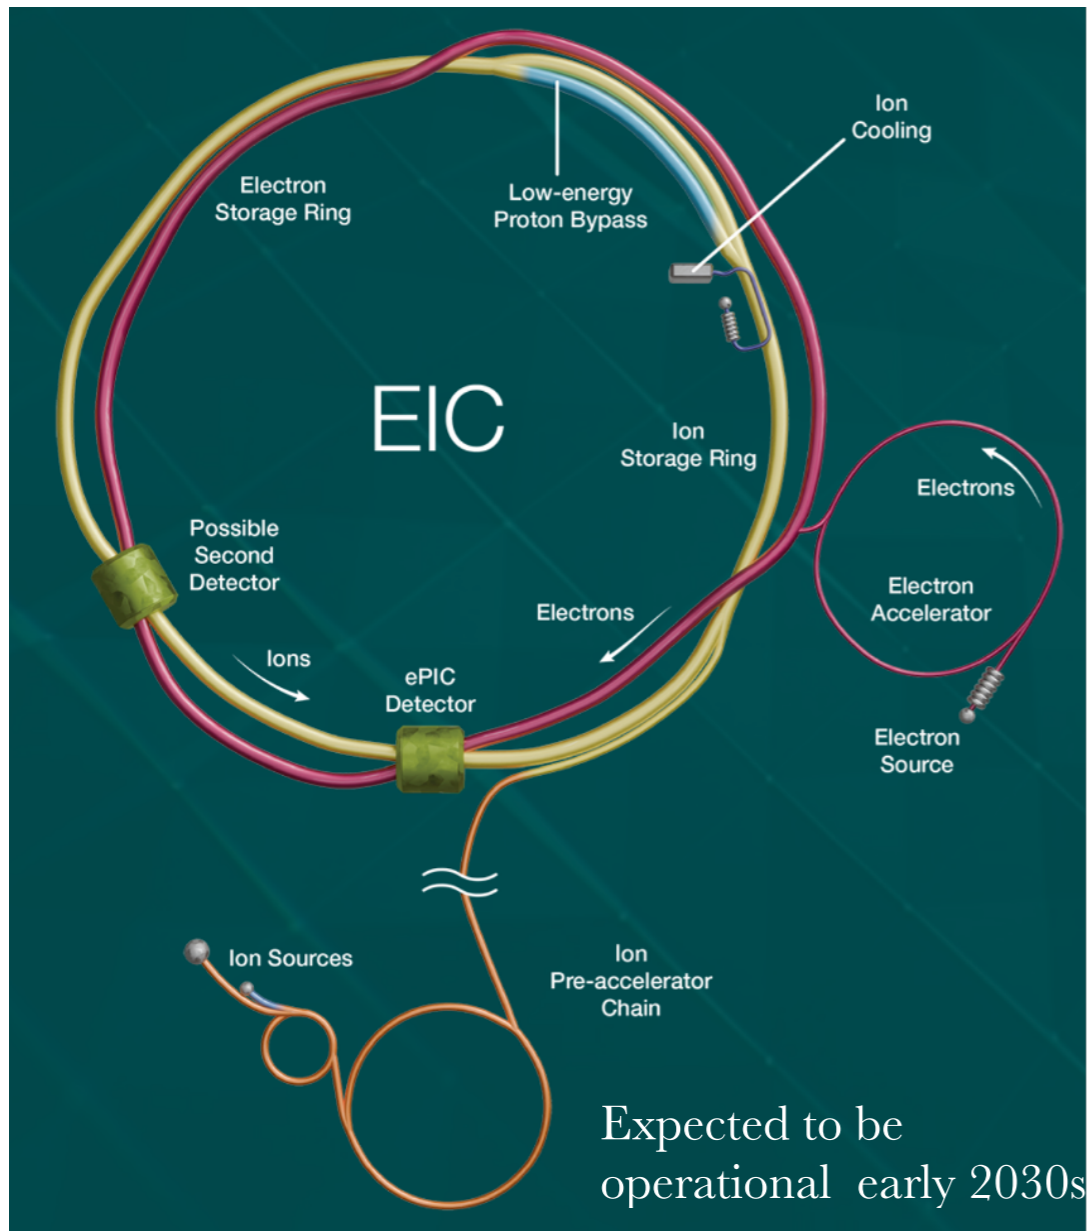 Ion
Cooling
Electron
Storage Ring
Low-energy
Proton Bypass
EIC
Ion
Storage Ring
Electrons
Possible
Second
Detector
Electron
Accelerator
Electrons
Ions
ePIC
Detector
Electron
Source
Ion Sources
Ion
Pre-accelerator
Chain
Expected to be
operational early 2030s